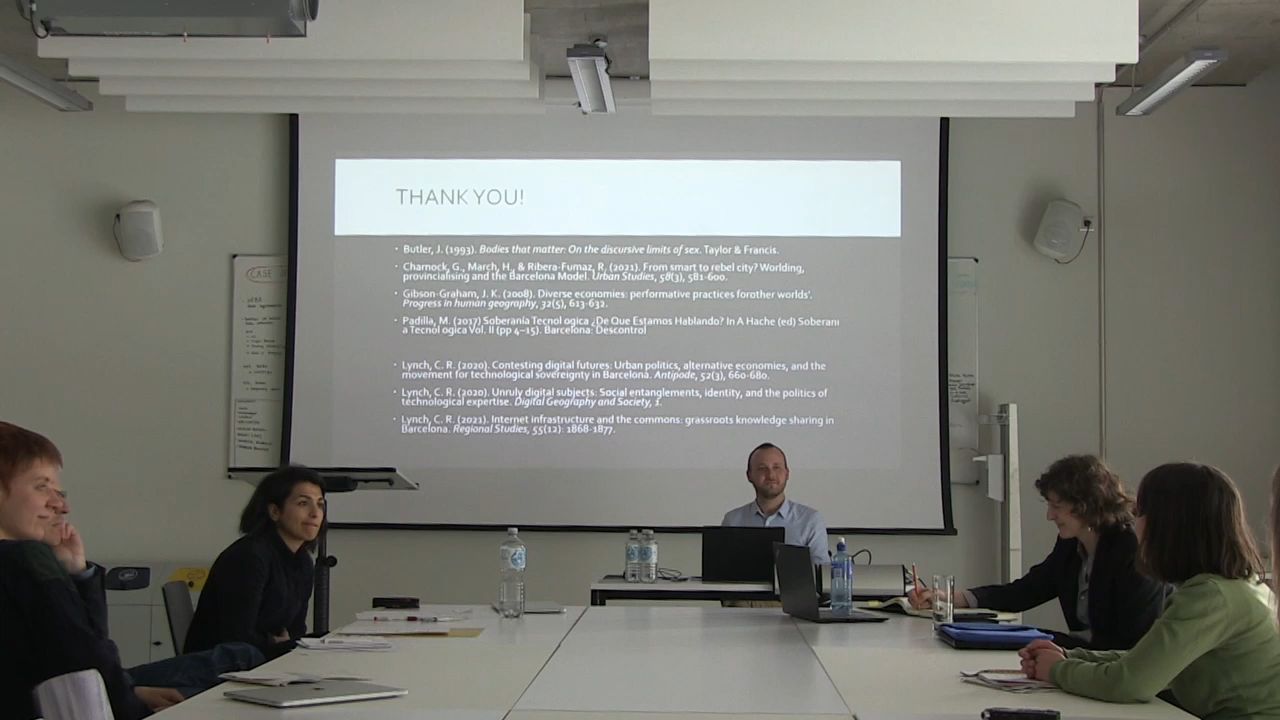 THANK YOU!
• Butler, J. (1993). Bodies that matter: On the discursive limits of sex. Taylor & Francis.
• Charnock, G., March, H., & Ribera-Fumaz, R. (2021). From smart to rebel city? Worlding,
provincialising and the Barcelona Model. Urban Studies, 58(3), 581-600.
• Gibson-Graham, J. K. (2008). Diverse economies: performative practices forother worlds'.
Progress in human geography, 32(5), 613-632.
• Padilla, M. (2017) Soberanía Tecnol ogica ¿De Que Estamos Hablando? In A Hache (ed) Soberani
a Tecnol ogica Vol. II (pp 4–15). Barcelona: Descontrol
• Lynch, C. R. (2020). Contesting digital futures: Urban politics, alternative economies, and the
movement for technological sovereignty in Barcelona. Antipode, 52(3), 660-680.
• Lynch, C. R. (2020). Unruly digital subjects: Social entanglements, identity, and the politics of
technological expertise. Digital Geography and Society, 1.
• Lynch, C. R. (2021). Internet infrastructure and the commons: grassroots knowledge sharing in
Barcelona. Regional Studies, 55(12): 1868-1877.
CASE